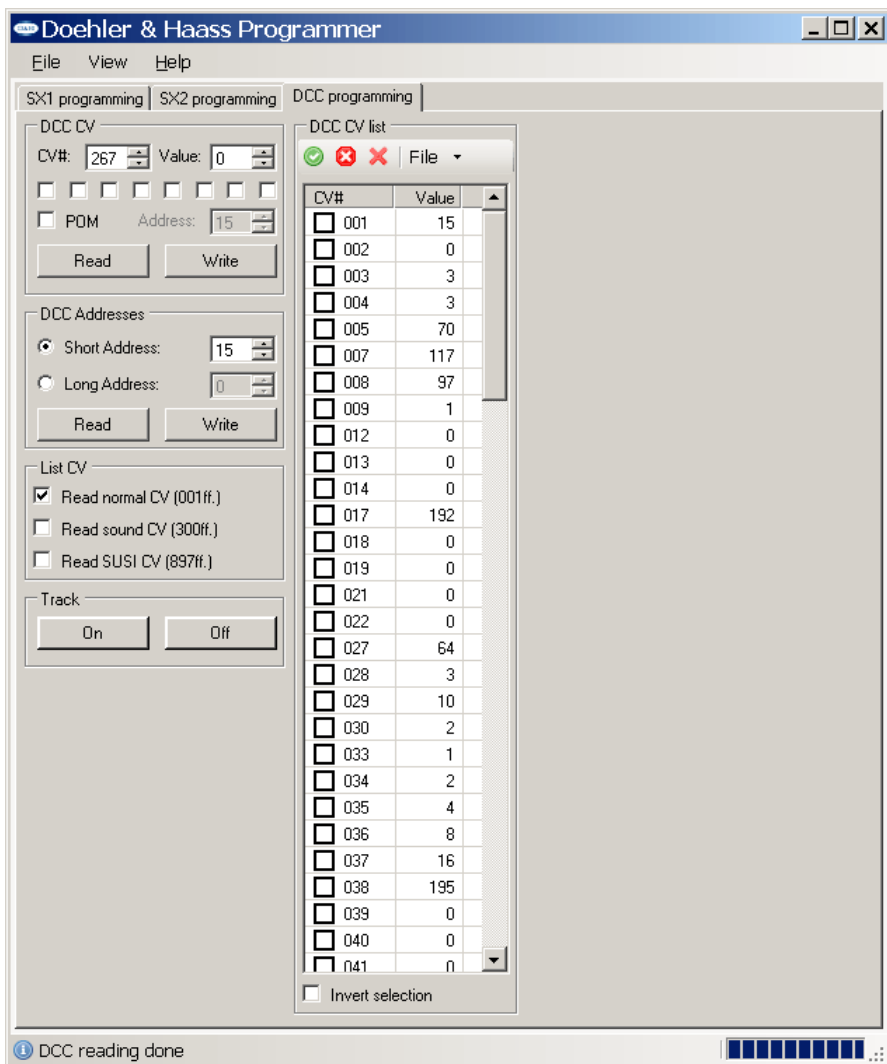 Doehler & Haass Programmer
File View Help
SX1 programming SX2 programming DCC programming
DCC CV
CV#: 267 Value: 0
POM Address: 15
Read Write
DCC Addresses
Short Address: 15
Long Address: 0
Read Write
List CV
Read normal CV (001ff.)
Read sound CV (300ff.)
Read SUSI CV (897ff.)
Track
On Off
DCC CV list
File
CV# Value
001 15
002 0
003 3
004 3
005 70
007 117
008 97
009 1
012 0
013 0
014 0
017 192
018 0
019 0
021 0
022 0
027 64
028 3
029 10
030 2
033 1
034 2
035 4
036 8
037 16
038 195
039 0
040 0
041 0
Invert selection
DCC reading done